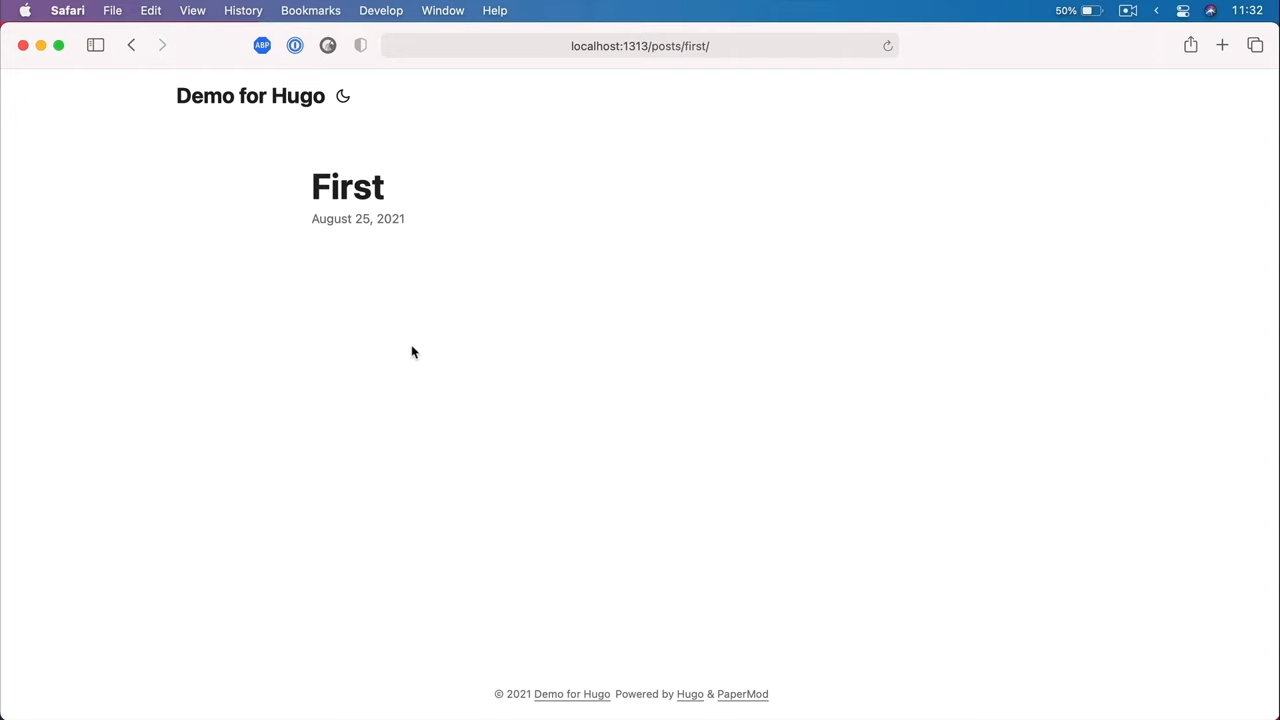 Safari File Edit View History Bookmarks Develop Window Help 50% 11:32
ABP localhost:1313/posts/first/
Demo for Hugo
First
August 25, 2021
© 2021 Demo for Hugo Powered by Hugo & PaperMod